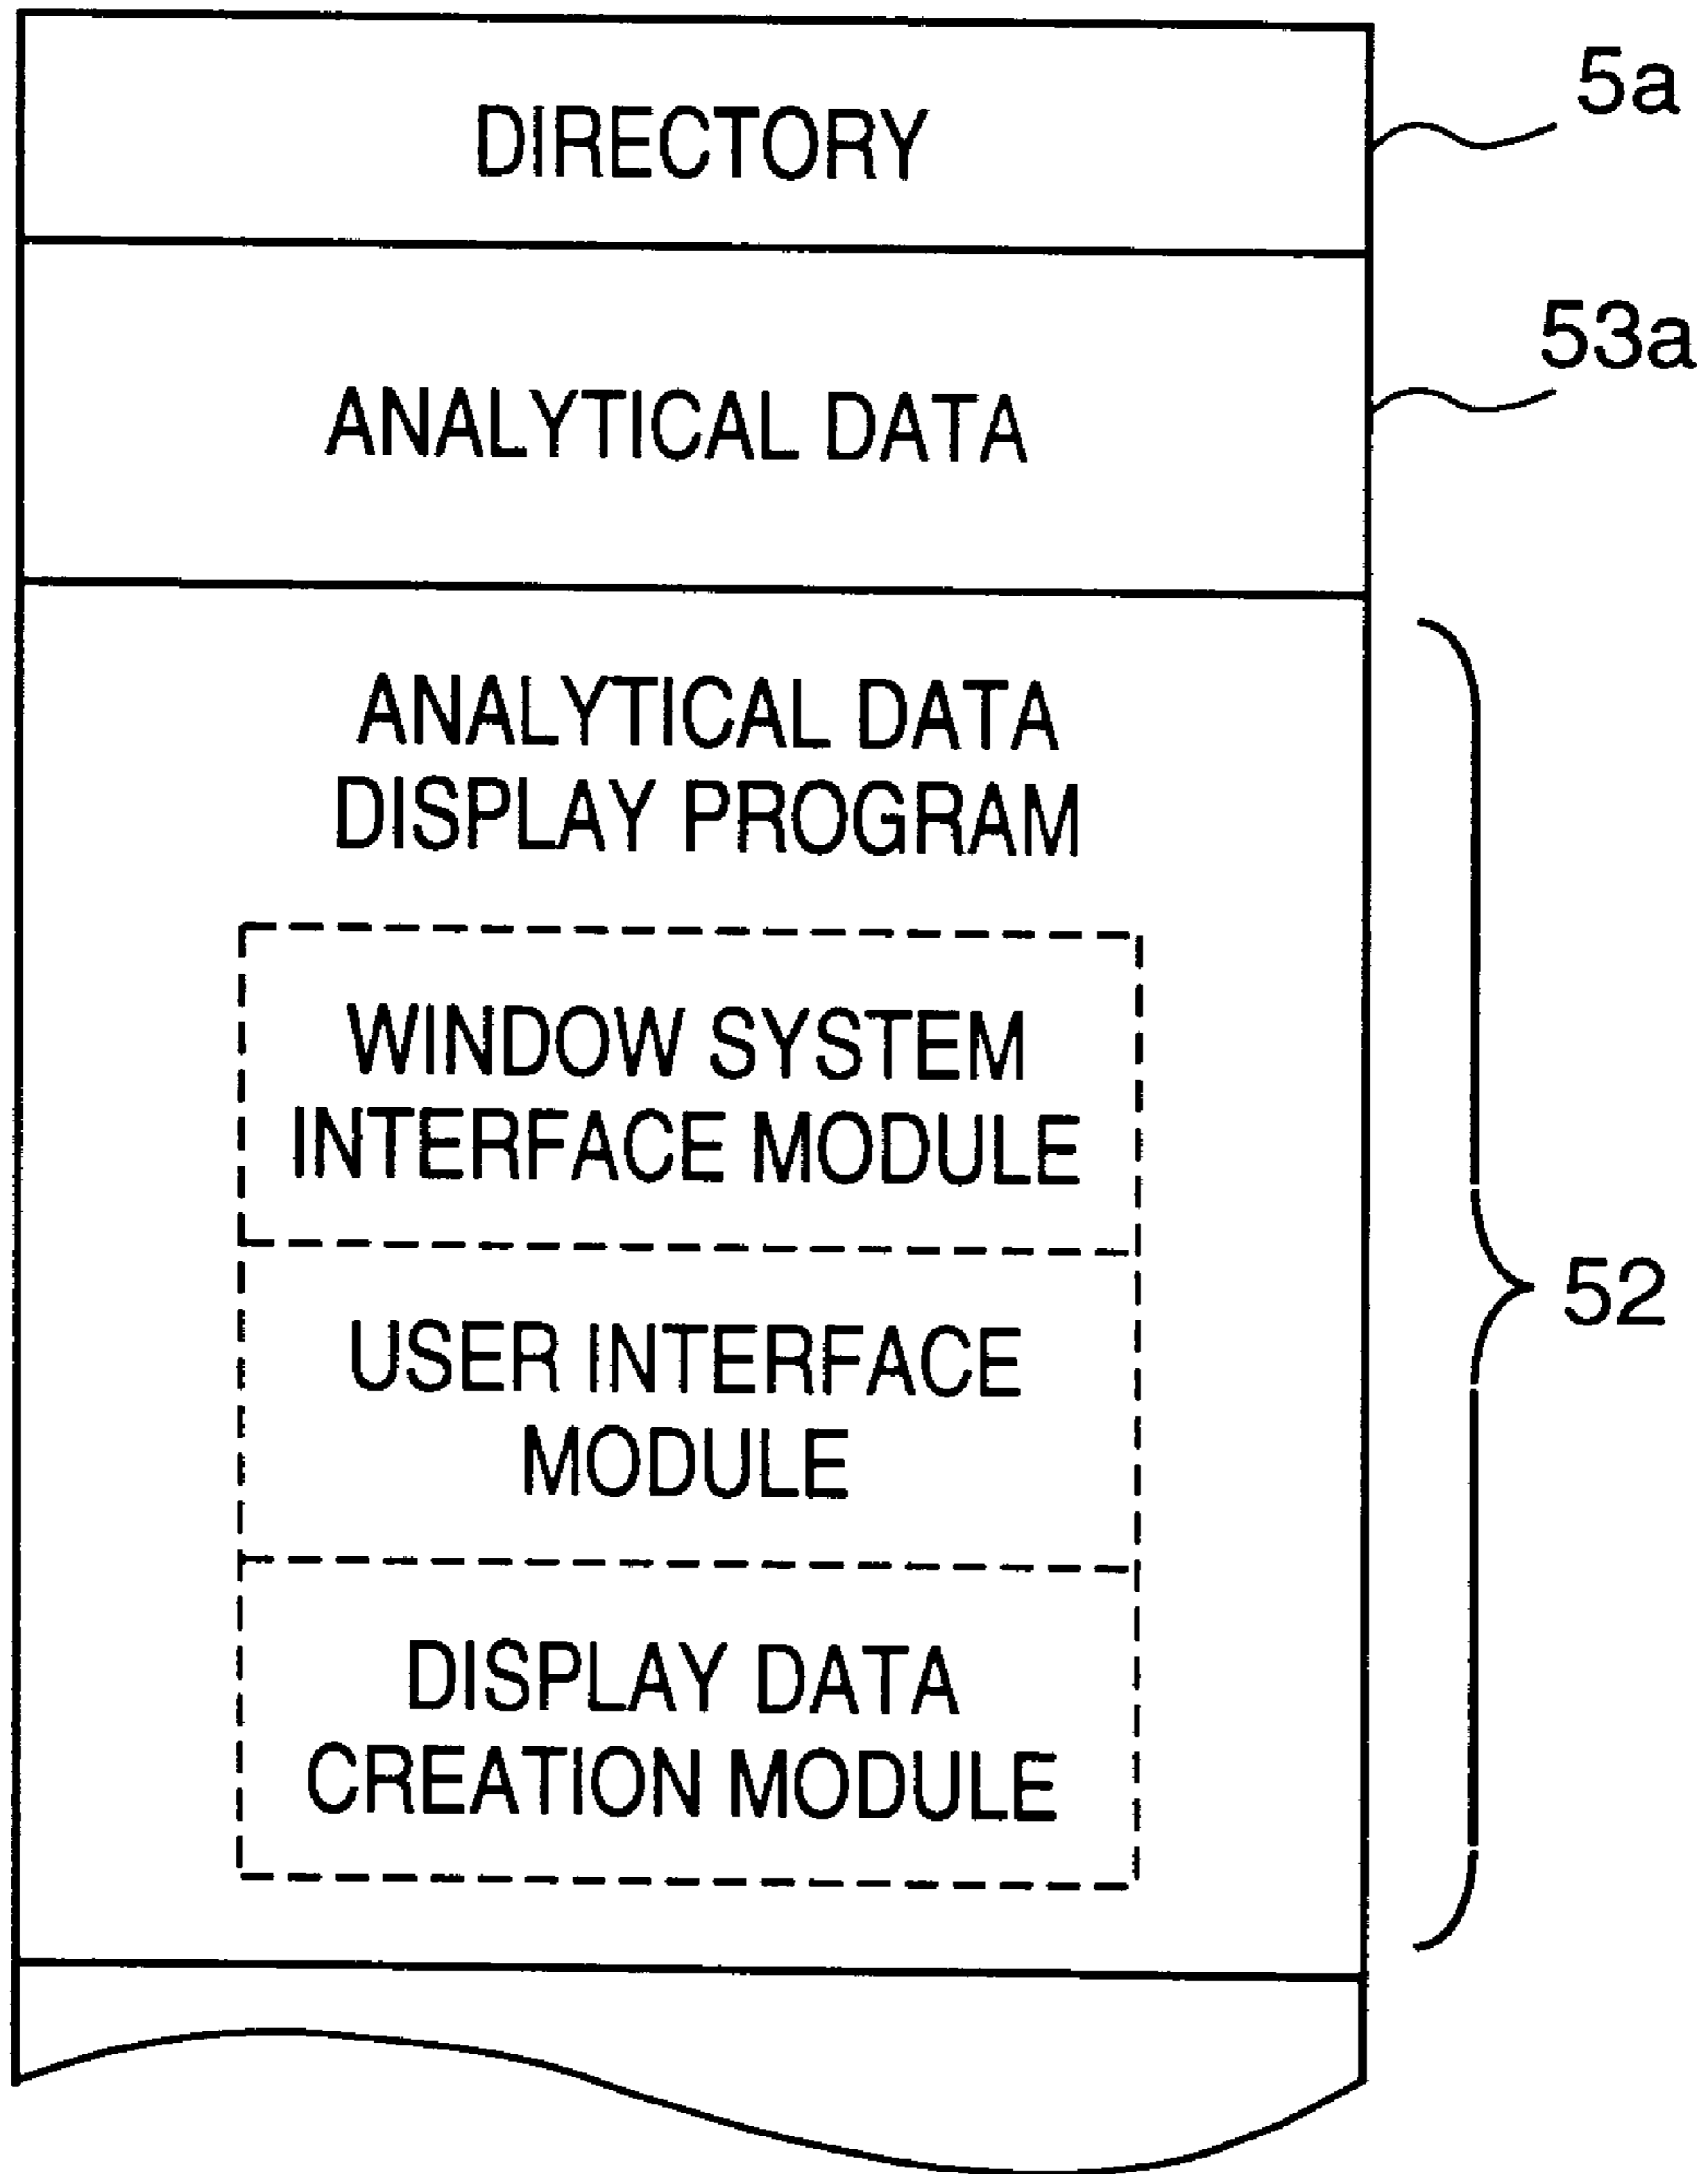 DIRECTORY
5a
ANALYTICAL DATA
53a
ANALYTICAL DATA
DISPLAY PROGRAM
WINDOW SYSTEM
INTERFACE MODULE
USER INTERFACE
MODULE
DISPLAY DATA
CREATION MODULE
52